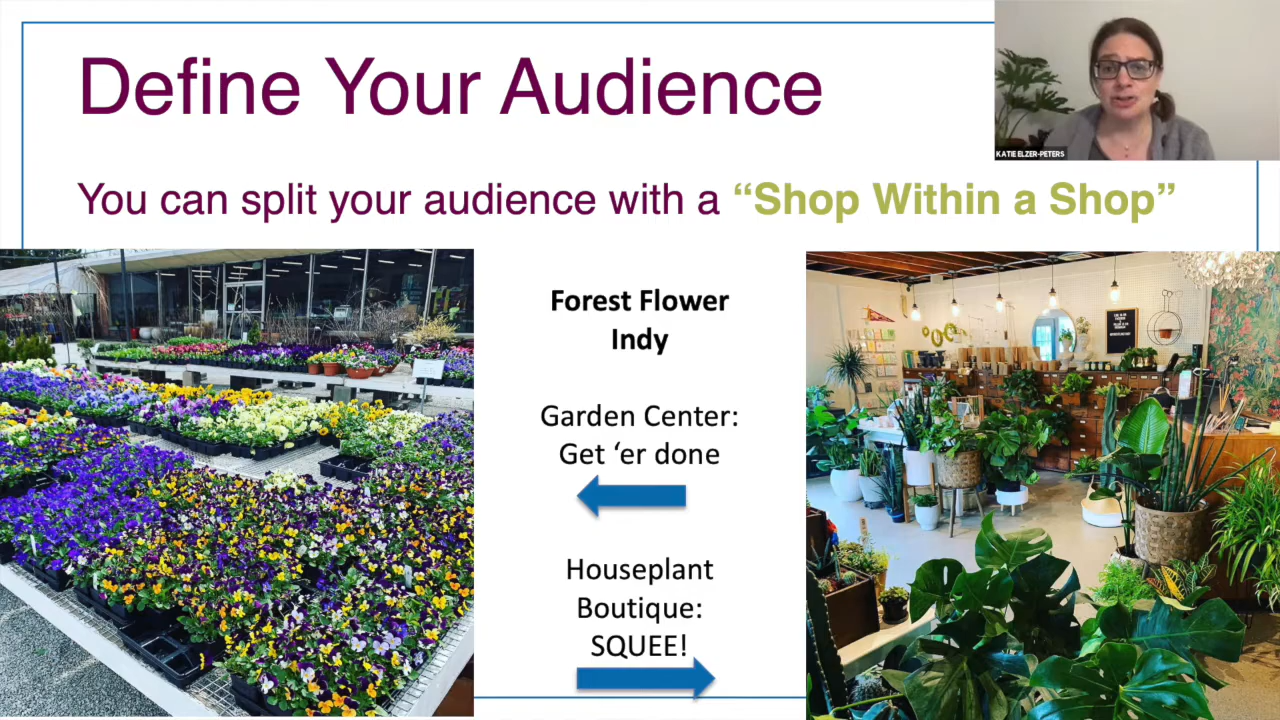 Define Your Audience
KATIE ELZER-PETERS
You can split your audience with a “Shop Within a Shop”
Forest Flower
Indy
Garden Center:
Get ‘er done
Houseplant
Boutique:
SQUEE!